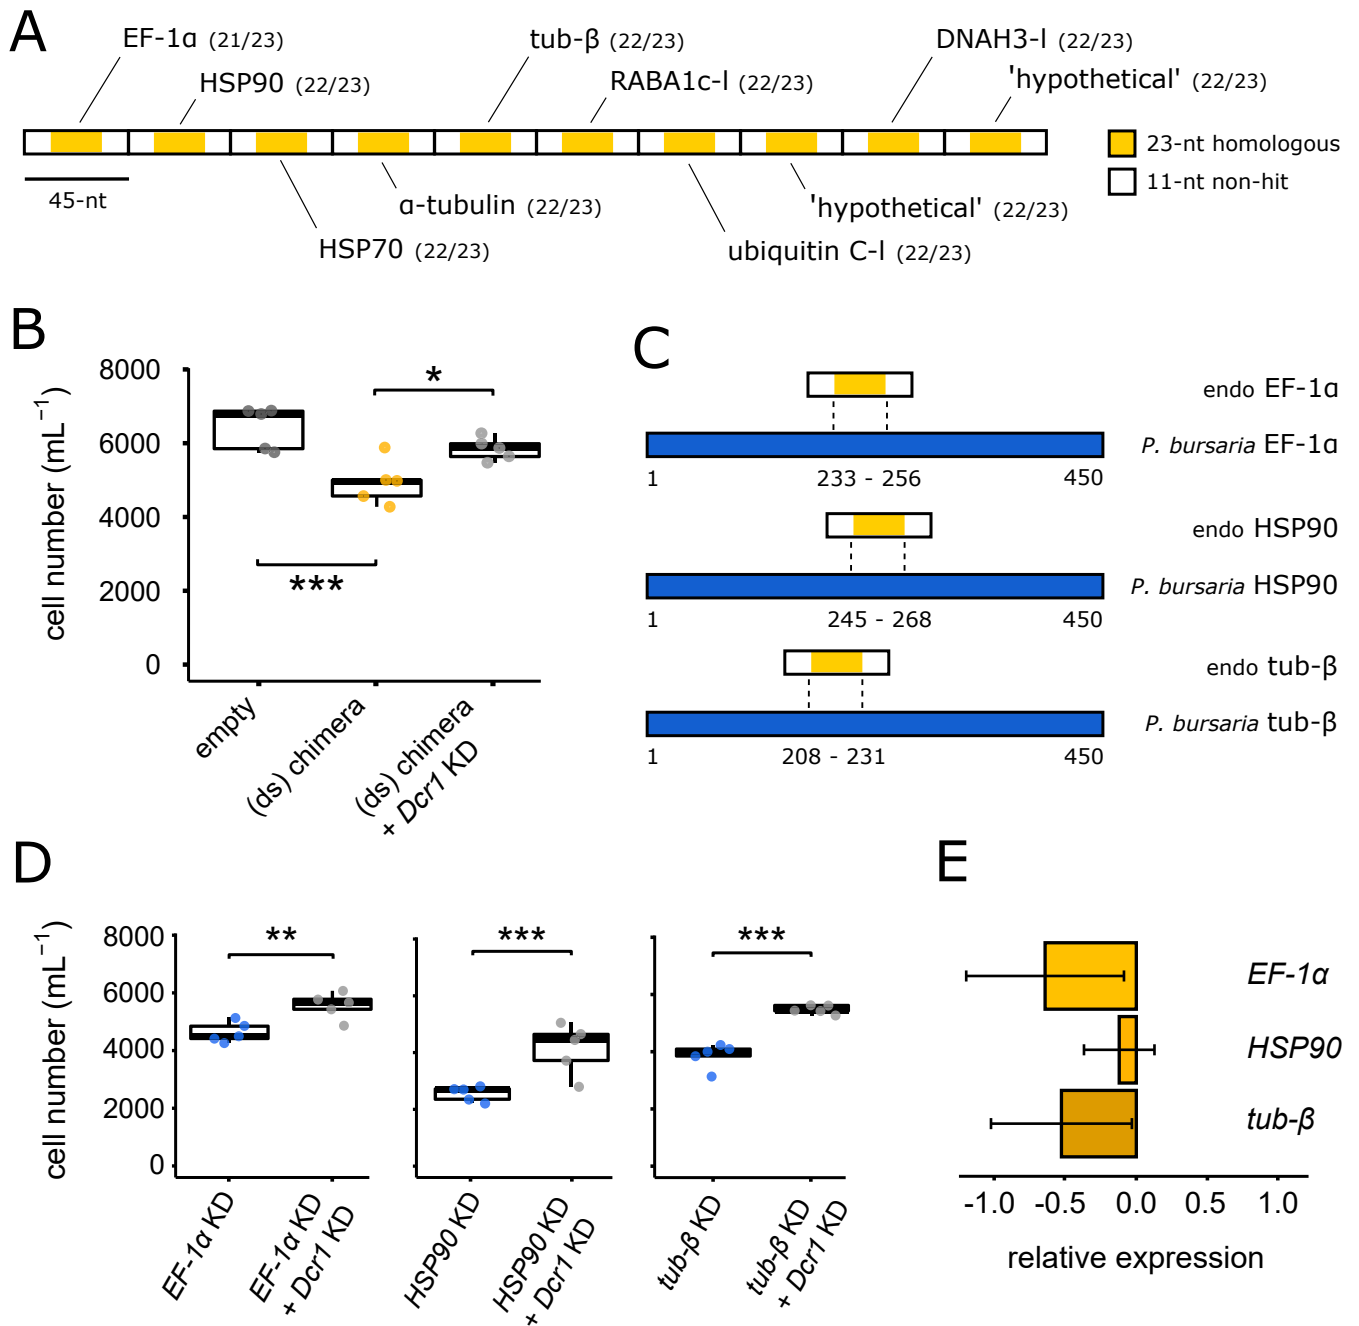 A
EF-1α (21/23)
tub-β (22/23)
DNAH3-l (22/23)
HSP90 (22/23)
RABA1c-l (22/23)
'hypothetical' (22/23)
23-nt homologous
11-nt non-hit
45-nt
α-tubulin (22/23)
'hypothetical' (22/23)
HSP70 (22/23)
ubiquitin C-l (22/23)
B
cell number (mL⁻¹)
8000
6000
4000
2000
0
*
***
empty
(ds) chimera
(ds) chimera
+ Dcr1 KD
C
endo EF-1α
P. bursaria EF-1α
1
233 - 256
450
endo HSP90
P. bursaria HSP90
1
245 - 268
450
endo tub-β
P. bursaria tub-β
1
208 - 231
450
D
cell number (mL⁻¹)
8000
6000
4000
2000
0
**
***
***
EF-1α KD
EF-1α KD
+ Dcr1 KD
HSP90 KD
HSP90 KD
+ Dcr1 KD
tub-β KD
tub-β KD
+ Dcr1 KD
E
EF-1α
HSP90
tub-β
-1.0 -0.5 0.0 0.5 1.0
relative expression